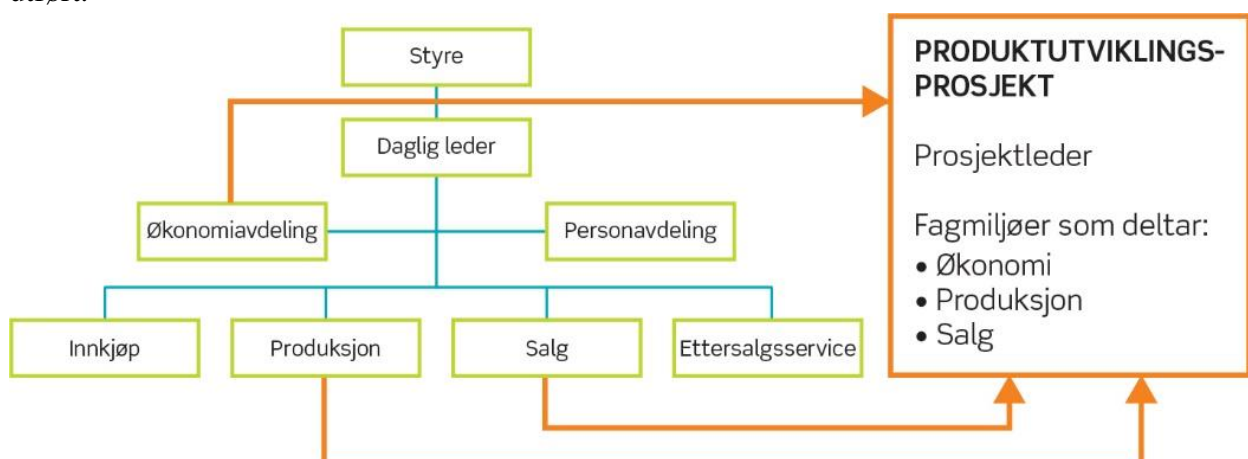 Styre
Daglig leder
Økonomiavdeling
Personavdeling
Innkjøp
Produksjon
Salg
Ettersalgsservice
PRODUKTUTVIKLINGS-
PROSJEKT
Prosjektleder
Fagmiljøer som deltar:
• Økonomi
• Produksjon
• Salg